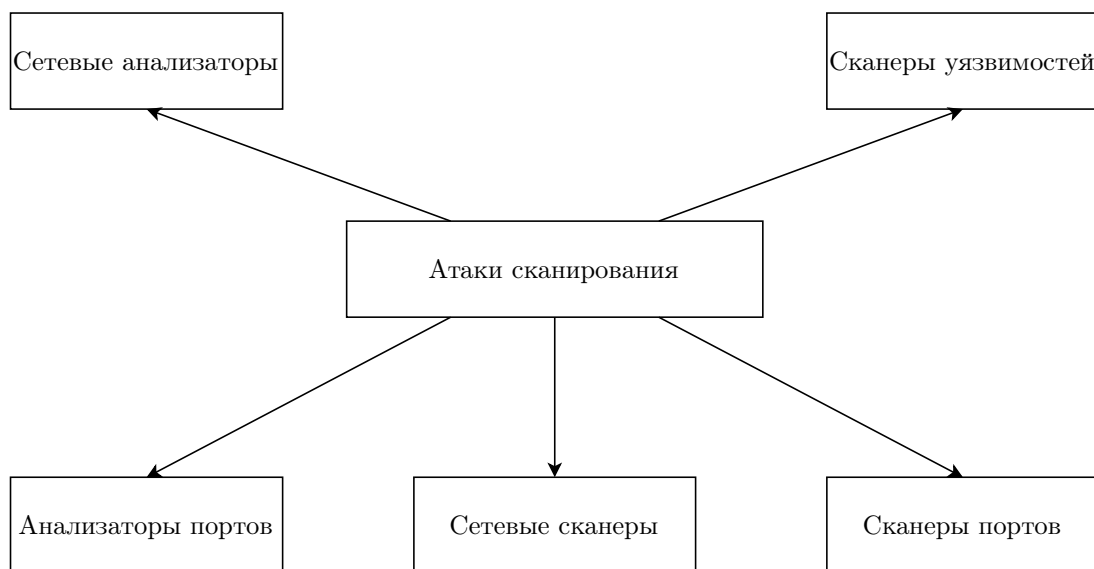 Сетевые анализаторы
Сканеры уязвимостей
Атаки сканирования
Анализаторы портов
Сетевые сканеры
Сканеры портов